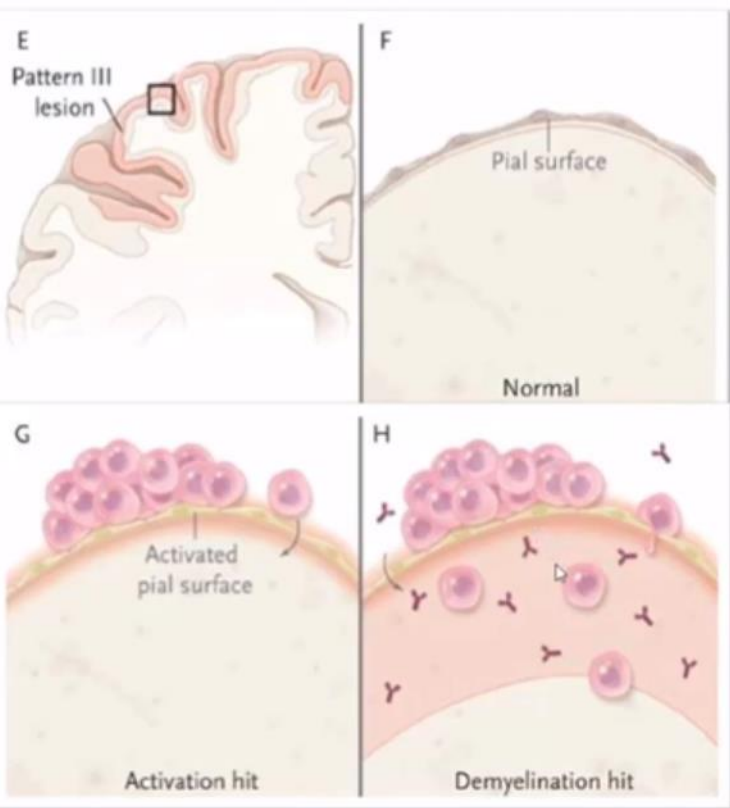 E
Pattern III
lesion
F
Pial surface
Normal
G
Activated
pial surface
Activation hit
H
Demyelination hit